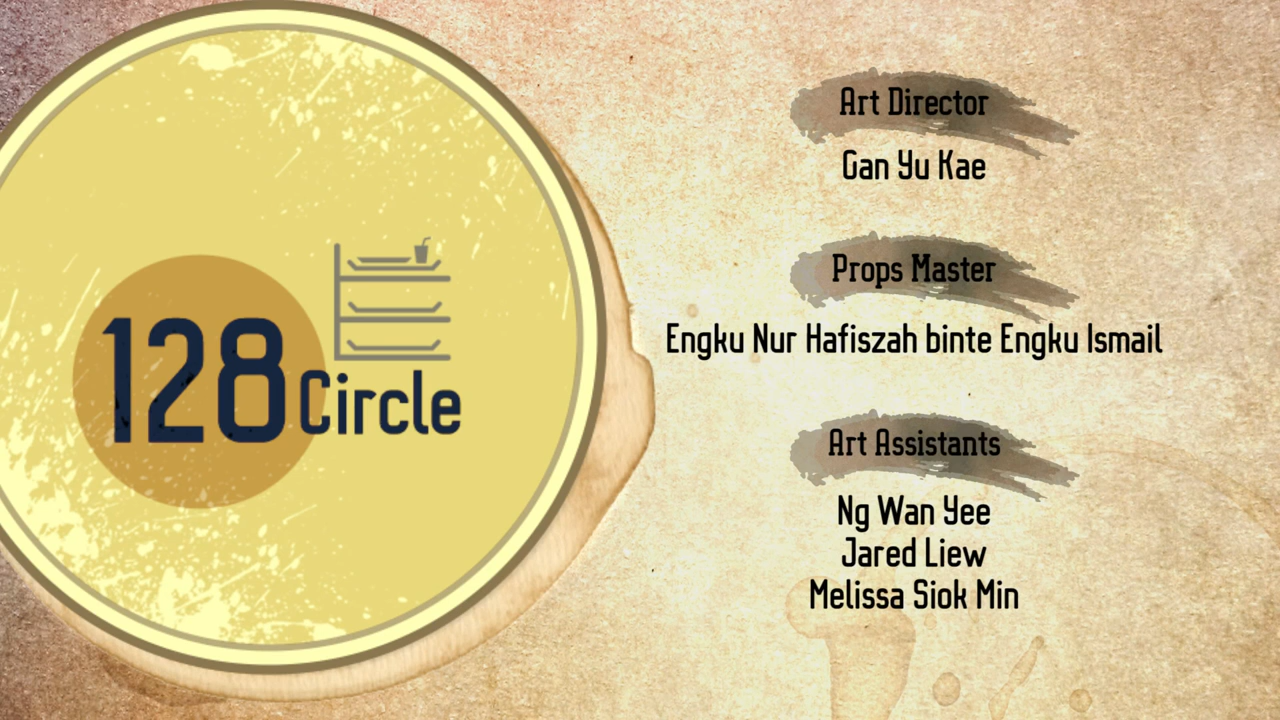 128 Circle
Art Director
Gan Yu Kae
Props Master
Engku Nur Hafiszah binte Engku Ismail
Art Assistants
Ng Wan Yee
Jared Liew
Melissa Siok Min